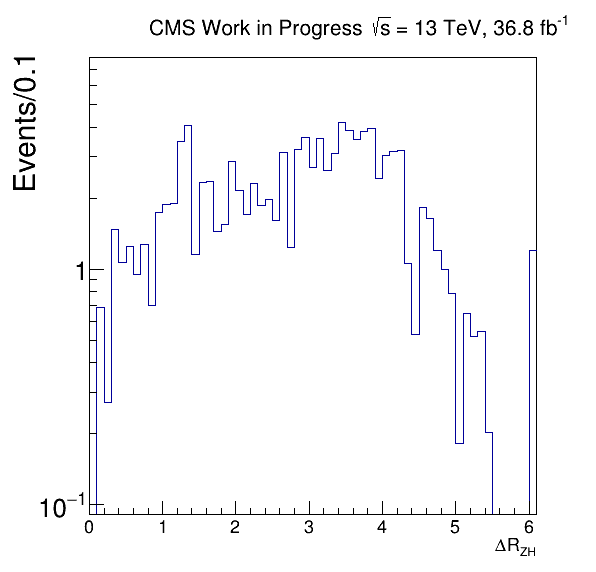 CMS Work in Progress √s = 13 TeV, 36.8 fb⁻¹
Events/0.1
1
10⁻¹
0 1 2 3 4 5 6
ΔR_ZH